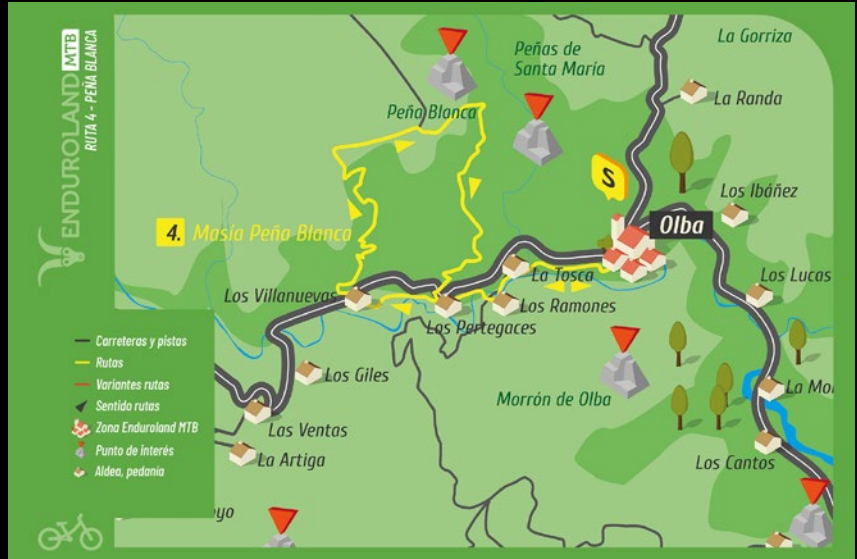 ENDUROLAND MTB
RUTA 4 - PEÑA BLANCA
La Gorriza
Peñas de
Santa María
La Randa
Peña Blanca
S
Los Ibáñez
Olba
4. Masía Peña Blanca
La Tosca
Los Lucas
Los Villanuevas
Los Ramones
Los Pertegaces
Carreteras y pistas
Rutas
Variantes rutas
Sentido rutas
Zona Enduroland MTB
Punto de interés
Aldea, pedanía
Los Giles
Morrón de Olba
La Mol
Las Ventas
La Artiga
Los Cantos
oyo